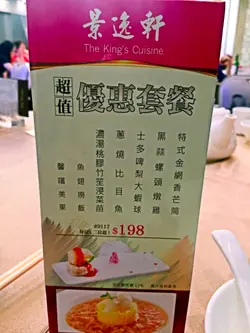 景逸軒
The King's Cuisine
超值
優惠套餐
特式金網香芒筒
黑蒜螺頭燉雞
士多啤梨大蝦球
蔥燒比目魚
濃湯桃膠竹笙浸菜苗
魚翅撈飯
馨蘊美果
$198